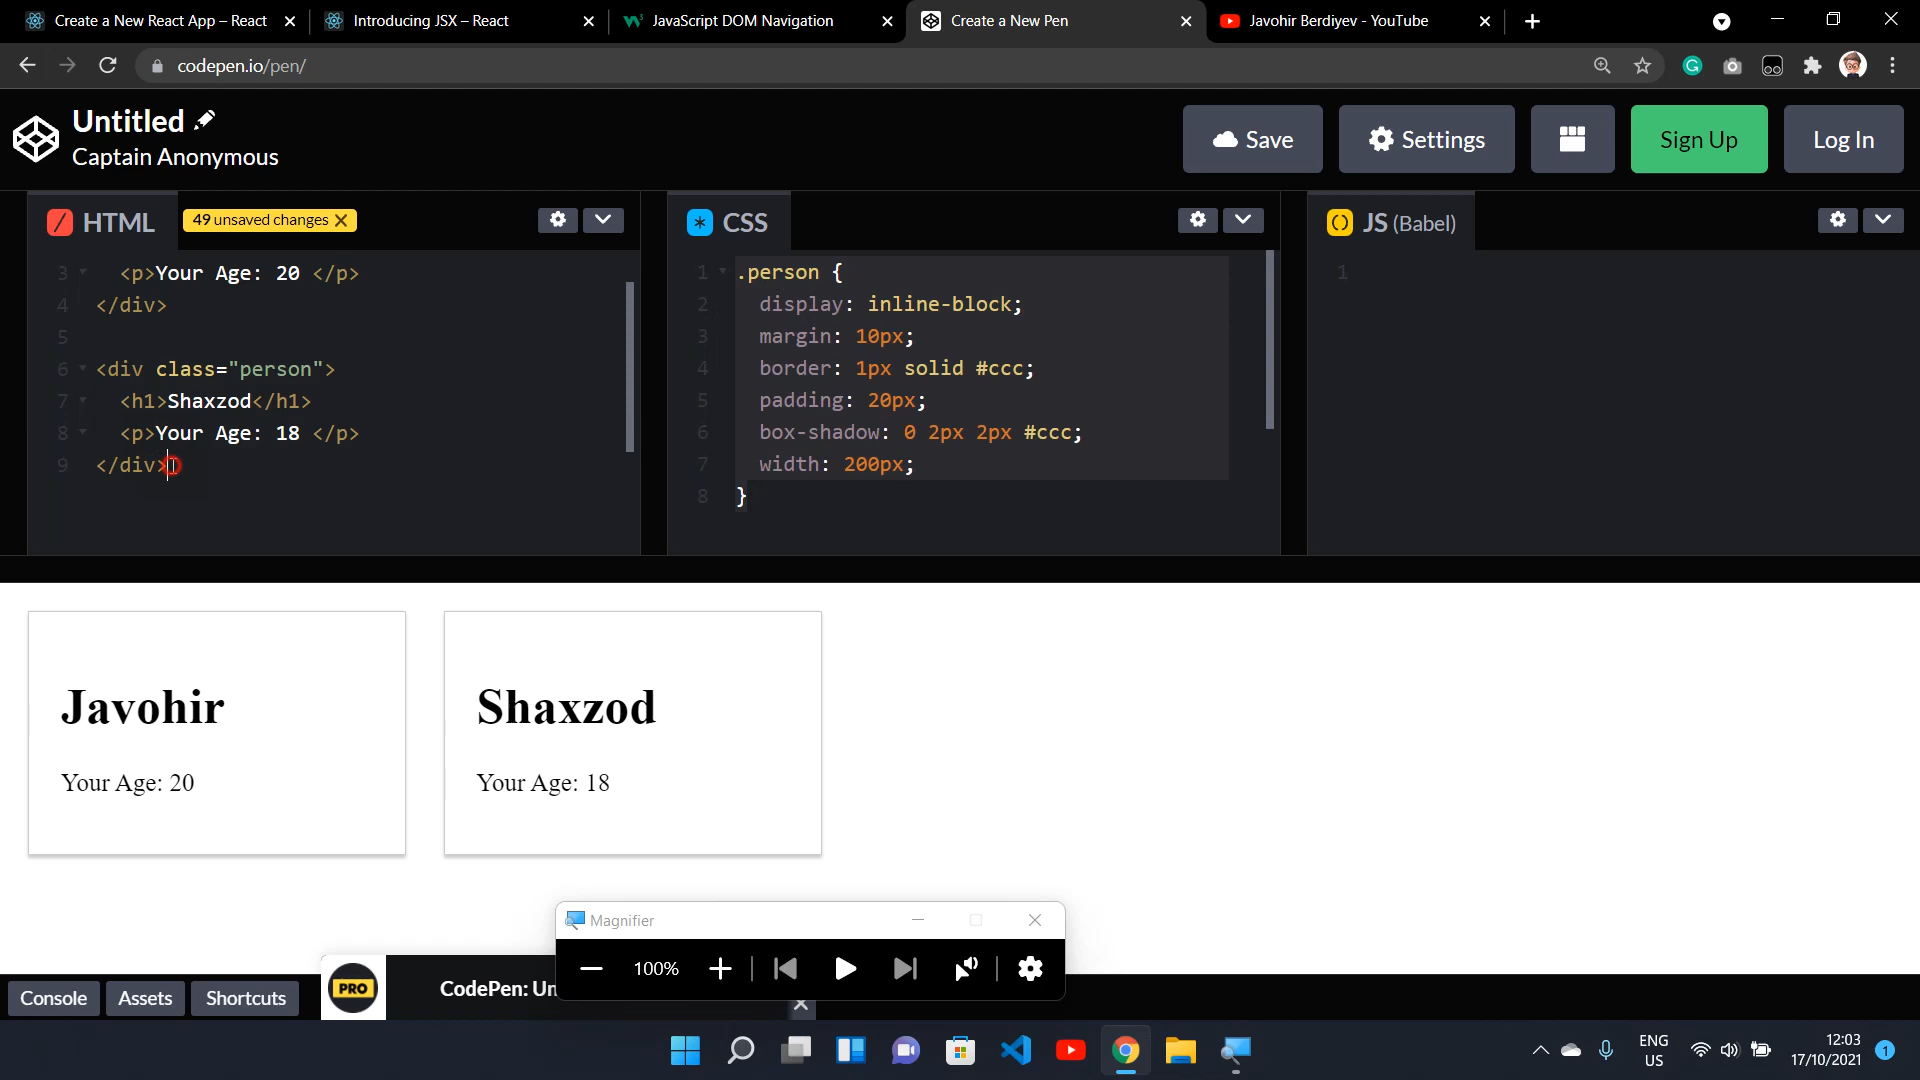 Create a New React App – React
Introducing JSX – React
JavaScript DOM Navigation
Create a New Pen
Javohir Berdiyev - YouTube
codepen.io/pen/
Untitled
Captain Anonymous
Save
Settings
Sign Up
Log In
HTML
49 unsaved changes
CSS
JS (Babel)
3 <p>Your Age: 20 </p>
4 </div>
5
6 <div class="person">
7 <h1>Shaxzod</h1>
8 <p>Your Age: 18 </p>
9 </div>
1 .person {
2 display: inline-block;
3 margin: 10px;
4 border: 1px solid #ccc;
5 padding: 20px;
6 box-shadow: 0 2px 2px #ccc;
7 width: 200px;
8 }
1
Javohir
Your Age: 20
Shaxzod
Your Age: 18
Magnifier
100%
Console
Assets
Shortcuts
PRO
CodePen: Un
ENG
US
12:03
17/10/2021
1